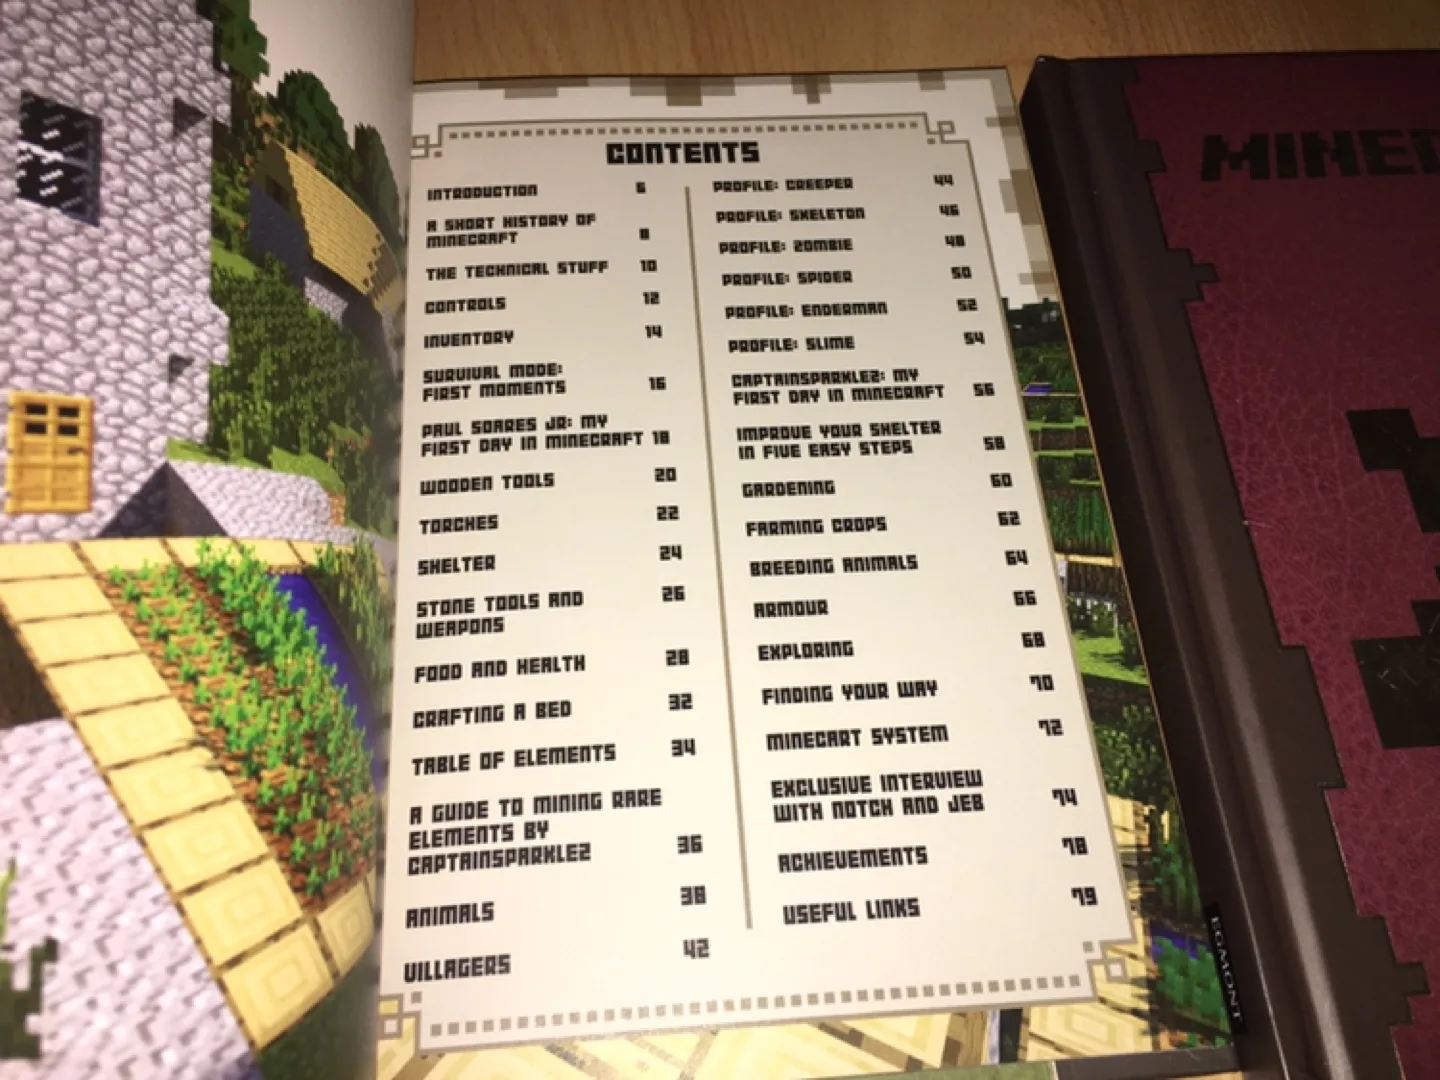 CONTENTS
INTRODUCTION 6
A SHORT HISTORY OF
MINECRAFT 8
THE TECHNICAL STUFF 10
CONTROLS 12
INVENTORY 14
SURVIVAL MODE:
FIRST MOMENTS 16
PAUL SOARES JR: MY
FIRST DAY IN MINECRAFT 18
WOODEN TOOLS 20
TORCHES 22
SHELTER 24
STONE TOOLS AND 26
WEAPONS
FOOD AND HEALTH 28
CRAFTING A BED 32
TABLE OF ELEMENTS 34
A GUIDE TO MINING RARE
ELEMENTS BY
CAPTAINSPARKLEZ 36
ANIMALS 38
VILLAGERS 42
PROFILE: CREEPER 44
PROFILE: SKELETON 46
PROFILE: ZOMBIE 48
PROFILE: SPIDER 50
PROFILE: ENDERMAN 52
PROFILE: SLIME 54
CAPTAINSPARKLEZ: MY
FIRST DAY IN MINECRAFT 56
IMPROVE YOUR SHELTER
IN FIVE EASY STEPS 58
GARDENING 60
FARMING CROPS 62
BREEDING ANIMALS 64
ARMOUR 66
EXPLORING 68
FINDING YOUR WAY 70
MINECART SYSTEM 72
EXCLUSIVE INTERVIEW
WITH NOTCH AND JEB 74
ACHIEVEMENTS 78
USEFUL LINKS 79
EGMONT